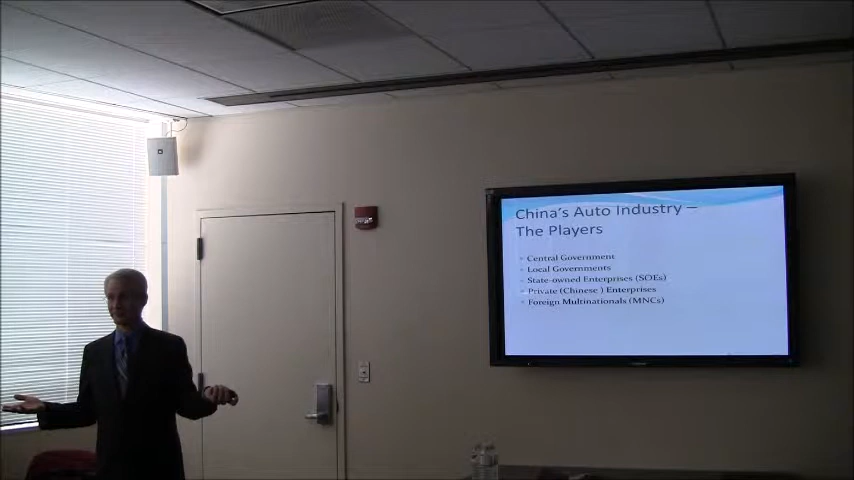 China's Auto Industry –
The Players
Central Government
Local Governments
State-owned Enterprises (SOEs)
Private (Chinese ) Enterprises
Foreign Multinationals (MNCs)